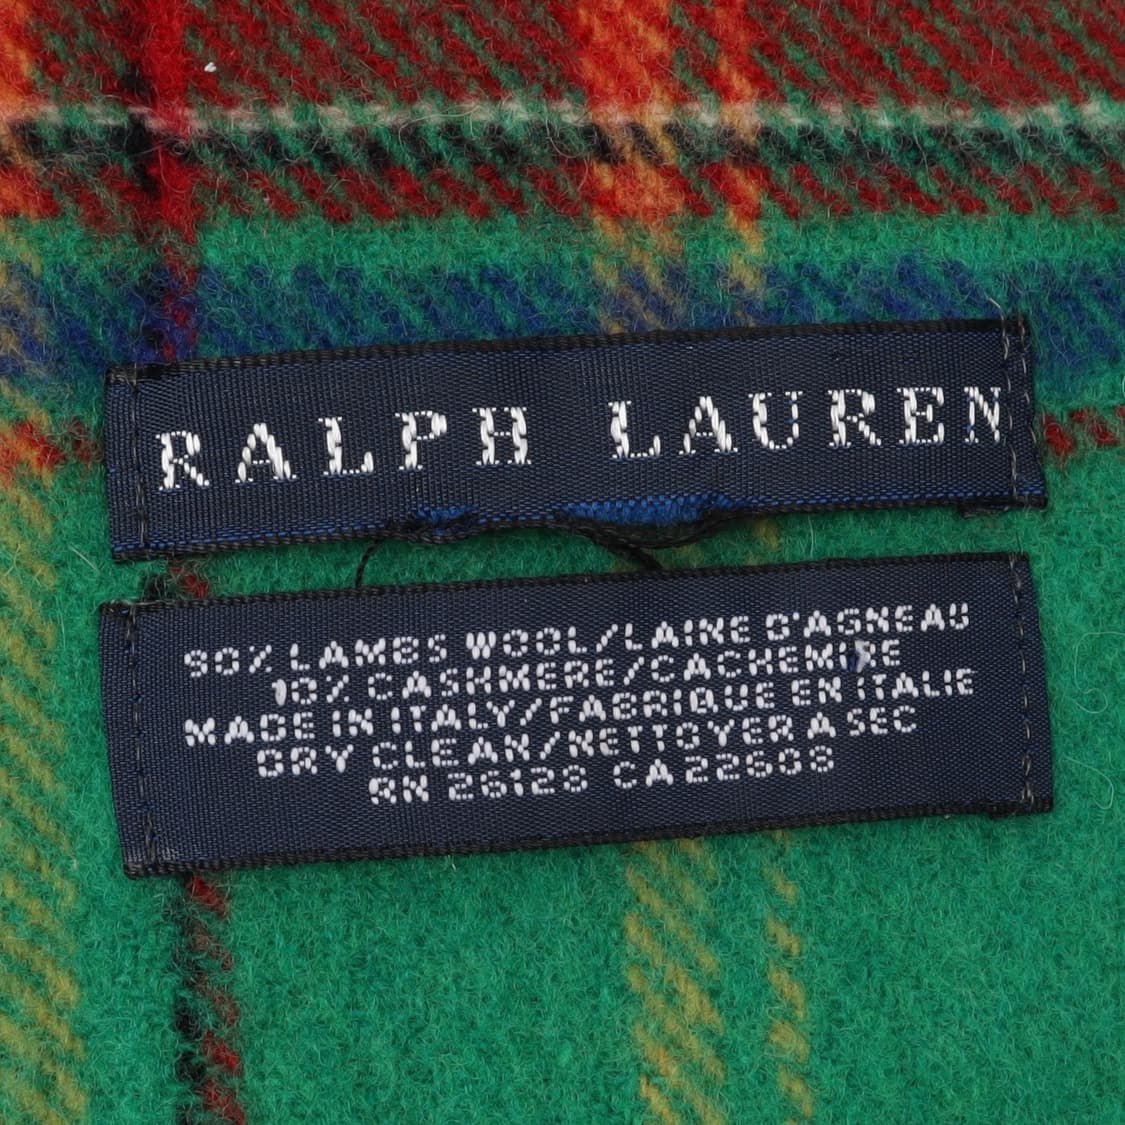 RALPH LAUREN
90% LAMBS WOOL/LAINE D'AGNEAU
10% CASHMERE/CACHEMIRE
MADE IN ITALY/FABRIQUE EN ITALIE
DRY CLEAN/NETTOYER A SEC
RN 26128 CA22608